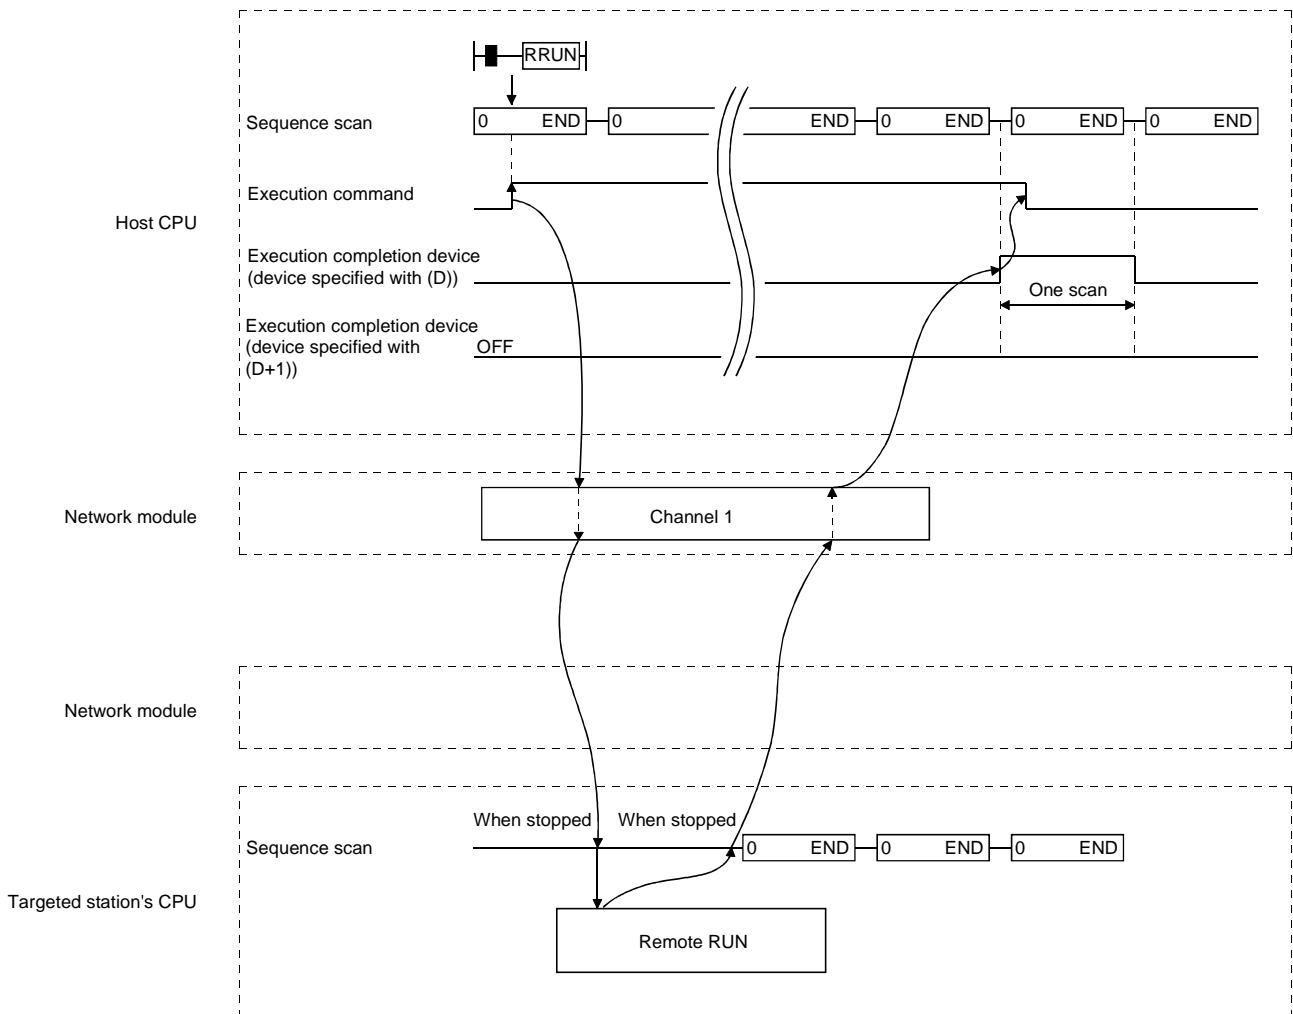 RRUN
Sequence scan
0 END 0 END 0 END 0 END 0 END
Execution command
Host CPU
Execution completion device
(device specified with (D))
One scan
Execution completion device
(device specified with
(D+1))
OFF
Network module
Channel 1
Network module
When stopped When stopped
Sequence scan
0 END 0 END 0 END
Targeted station's CPU
Remote RUN